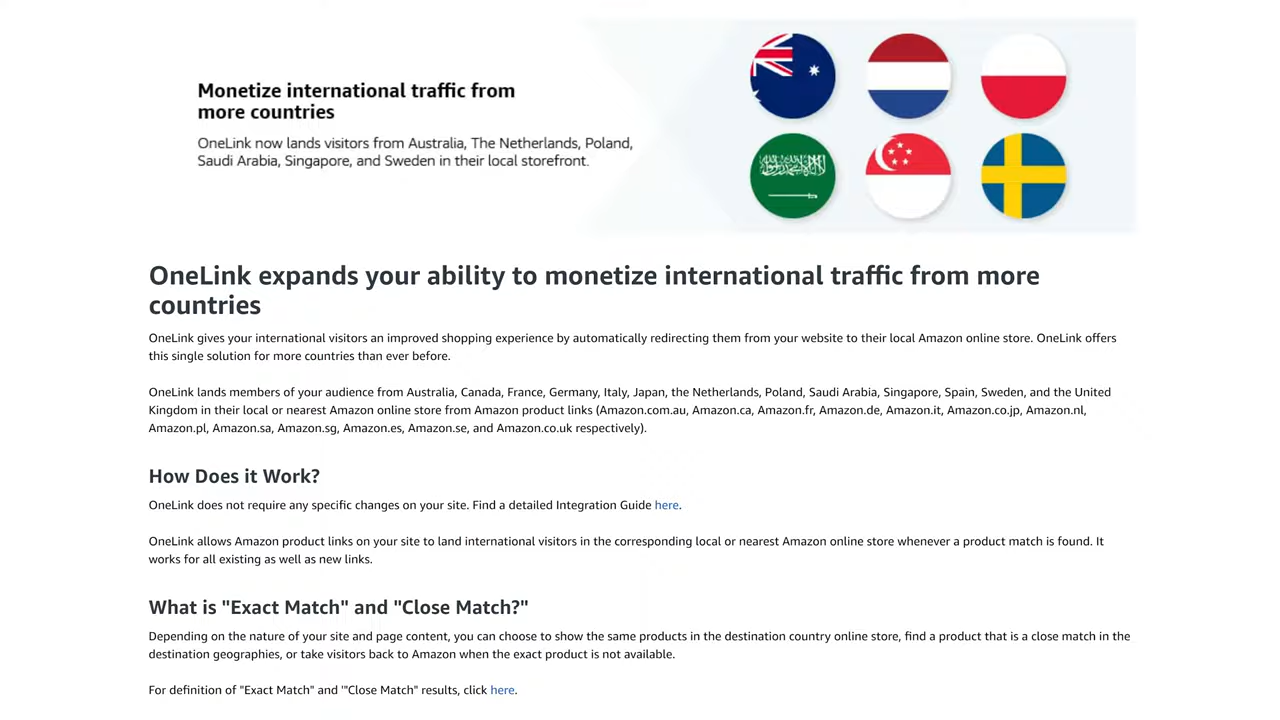 Monetize international traffic from
more countries
OneLink now lands visitors from Australia, The Netherlands, Poland,
Saudi Arabia, Singapore, and Sweden in their local storefront.
OneLink expands your ability to monetize international traffic from more
countries
OneLink gives your international visitors an improved shopping experience by automatically redirecting them from your website to their local Amazon online store. OneLink offers
this single solution for more countries than ever before.
OneLink lands members of your audience from Australia, Canada, France, Germany, Italy, Japan, the Netherlands, Poland, Saudi Arabia, Singapore, Spain, Sweden, and the United
Kingdom in their local or nearest Amazon online store from Amazon product links (Amazon.com.au, Amazon.ca, Amazon.fr, Amazon.de, Amazon.it, Amazon.co.jp, Amazon.nl,
Amazon.pl, Amazon.sa, Amazon.sg, Amazon.es, Amazon.se, and Amazon.co.uk respectively).
How Does it Work?
OneLink does not require any specific changes on your site. Find a detailed Integration Guide here.
OneLink allows Amazon product links on your site to land international visitors in the corresponding local or nearest Amazon online store whenever a product match is found. It
works for all existing as well as new links.
What is "Exact Match" and "Close Match?"
Depending on the nature of your site and page content, you can choose to show the same products in the destination country online store, find a product that is a close match in the
destination geographies, or take visitors back to Amazon when the exact product is not available.
For definition of "Exact Match" and '"Close Match" results, click here.